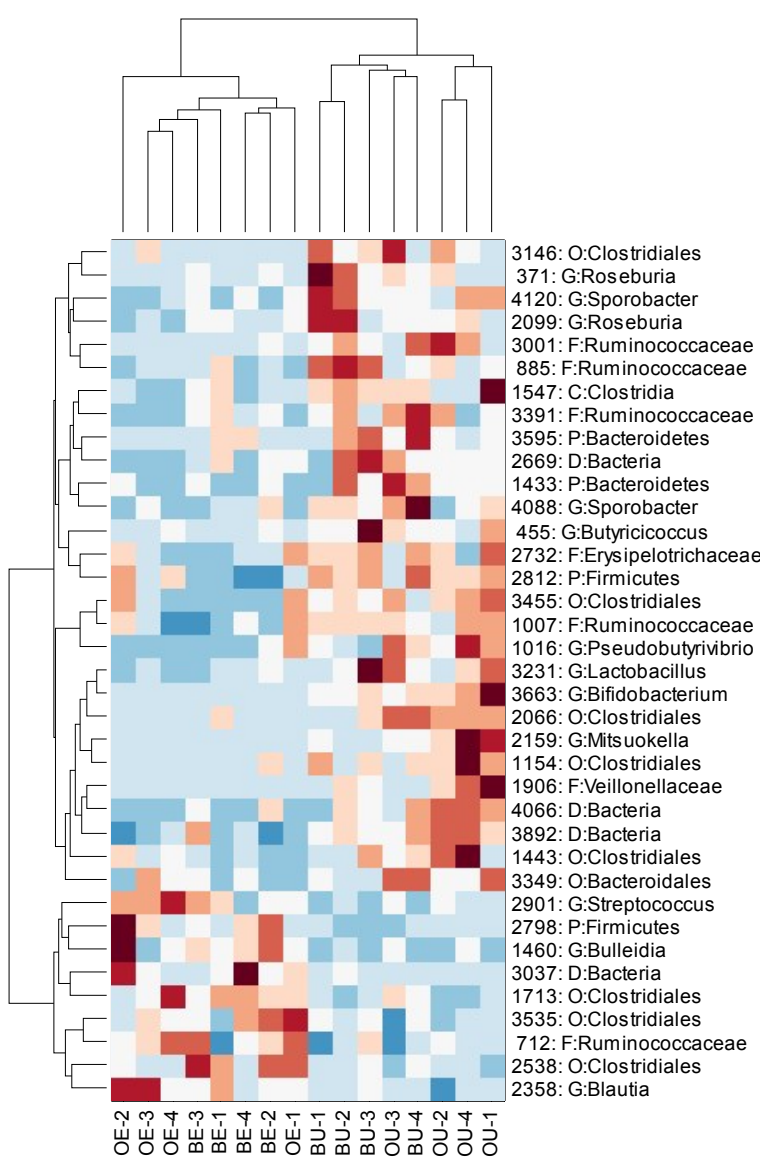 3146: O:Clostridiales
371: G:Roseburia
4120: G:Sporobacter
2099: G:Roseburia
3001: F:Ruminococcaceae
885: F:Ruminococcaceae
1547: C:Clostridia
3391: F:Ruminococcaceae
3595: P:Bacteroidetes
2669: D:Bacteria
1433: P:Bacteroidetes
4088: G:Sporobacter
455: G:Butyricicoccus
2732: F:Erysipelotrichaceae
2812: P:Firmicutes
3455: O:Clostridiales
1007: F:Ruminococcaceae
1016: G:Pseudobutyrivibrio
3231: G:Lactobacillus
3663: G:Bifidobacterium
2066: O:Clostridiales
2159: G:Mitsuokella
1154: O:Clostridiales
1906: F:Veillonellaceae
4066: D:Bacteria
3892: D:Bacteria
1443: O:Clostridiales
3349: O:Bacteroidales
2901: G:Streptococcus
2798: P:Firmicutes
1460: G:Bulleidia
3037: D:Bacteria
1713: O:Clostridiales
3535: O:Clostridiales
712: F:Ruminococcaceae
2538: O:Clostridiales
2358: G:Blautia
OE-2
OE-3
OE-4
BE-3
BE-1
BE-4
BE-2
OE-1
BU-1
BU-2
BU-3
OU-3
BU-4
OU-2
OU-4
OU-1